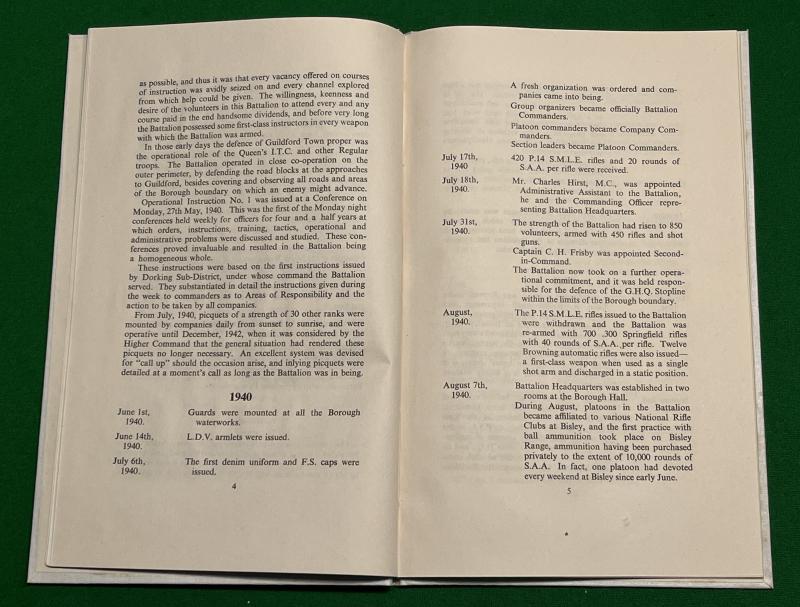 as possible, and thus it was that every vacancy offered on courses
of instruction was avidly seized on and every channel explored
from which help could be given. The willingness, keenness and
desire of the volunteers in this Battalion to attend every and any
course paid in the end handsome dividends, and before very long
the Battalion possessed some first-class instructors in every weapon
with which the Battalion was armed.
In those early days the defence of Guildford Town proper was
the operational role of the Queen's I.T.C. and other Regular
troops. The Battalion operated in close co-operation on the
outer perimeter, by defending the road blocks at the approaches
to Guildford, besides covering and observing all roads and areas
of the Borough boundary on which an enemy might advance.
Operational Instruction No. 1 was issued at a Conference on
Monday, 27th May, 1940. This was the first of the Monday night
conferences held weekly for officers for four and a half years at
which orders, instructions, training, tactics, operational and
administrative problems were discussed and studied. These con-
ferences proved invaluable and resulted in the Battalion being
a homogeneous whole.
These instructions were based on the first instructions issued
by Dorking Sub-District, under whose command the Battalion
served. They substantiated in detail the instructions given during
the week to commanders as to Areas of Responsibility and the
action to be taken by all companies.
From July, 1940, picquets of a strength of 30 other ranks were
mounted by companies daily from sunset to sunrise, and were
operative until December, 1942, when it was considered by the
Higher Command that the general situation had rendered these
picquets no longer necessary. An excellent system was devised
for "call up" should the occasion arise, and inlying picquets were
detailed at a moment's call as long as the Battalion was in being.
1940
June 1st, Guards were mounted at all the Borough
1940. waterworks.
June 14th, L.D.V. armlets were issued.
1940.
July 6th, The first denim uniform and F.S. caps were
1940. issued.
4
A fresh organization was ordered and com-
panies came into being.
Group organizers became officially Battalion
Commanders.
Platoon commanders became Company Com-
manders.
Section leaders became Platoon Commanders.
July 17th, 420 P.14 S.M.L.E. rifles and 20 rounds of
1940 S.A.A. per rifle were received.
July 18th, Mr. Charles Hirst, M.C., was appointed
1940. Administrative Assistant to the Battalion,
he and the Commanding Officer repre-
senting Battalion Headquarters.
July 31st, The strength of the Battalion had risen to 850
1940. volunteers, armed with 450 rifles and shot
guns.
Captain C. H. Frisby was appointed Second-
in-Command.
The Battalion now took on a further opera-
tional commitment, and it was held respon-
sible for the defence of the G.H.Q. Stopline
within the limits of the Borough boundary.
August, The P.14 S.M.L.E. rifles issued to the Battalion
1940. were withdrawn and the Battalion was
re-armed with 700 .300 Springfield rifles
with 40 rounds of S.A.A. per rifle. Twelve
Browning automatic rifles were also issued—
a first-class weapon when used as a single
shot arm and discharged in a static position.
August 7th, Battalion Headquarters was established in two
1940. rooms at the Borough Hall.
During August, platoons in the Battalion
became affiliated to various National Rifle
Clubs at Bisley, and the first practice with
ball ammunition took place on Bisley
Range, ammunition having been purchased
privately to the extent of 10,000 rounds of
S.A.A. In fact, one platoon had devoted
every weekend at Bisley since early June.
5